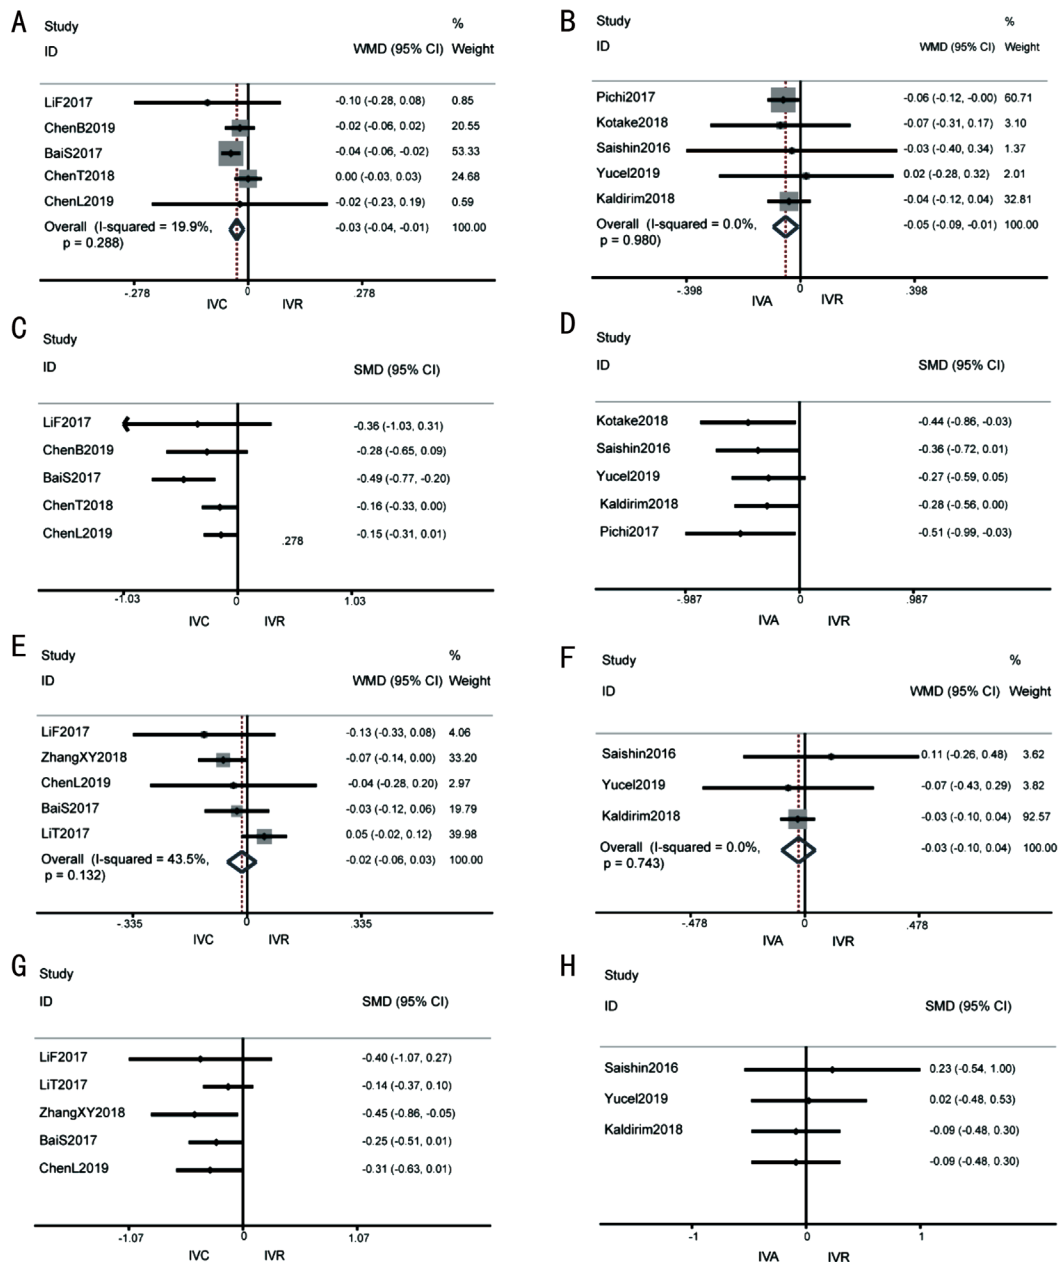 A
Study
%
ID
WMD (95% CI) Weight
LiF2017
-0.10 (-0.28, 0.08) 0.85
ChenB2019
-0.02 (-0.06, 0.02) 20.55
BaiS2017
-0.04 (-0.06, -0.02) 53.33
ChenT2018
0.00 (-0.03, 0.03) 24.68
ChenL2019
-0.02 (-0.23, 0.19) 0.59
Overall (I-squared = 19.9%,
p = 0.288)
-0.03 (-0.04, -0.01) 100.00
-.278 0 .278
IVC IVR
B
Study
%
ID
WMD (95% CI) Weight
Pichi2017
-0.06 (-0.12, -0.00) 60.71
Kotake2018
-0.07 (-0.31, 0.17) 3.10
Saishin2016
-0.03 (-0.40, 0.34) 1.37
Yucel2019
0.02 (-0.28, 0.32) 2.01
Kaldirim2018
-0.04 (-0.12, 0.04) 32.81
Overall (I-squared = 0.0%,
p = 0.980)
-0.05 (-0.09, -0.01) 100.00
-.398 0 .398
IVA IVR
C
Study
ID
SMD (95% CI)
LiF2017
-0.36 (-1.03, 0.31)
ChenB2019
-0.28 (-0.65, 0.09)
BaiS2017
-0.49 (-0.77, -0.20)
ChenT2018
-0.16 (-0.33, 0.00)
ChenL2019
-0.15 (-0.31, 0.01)
.278
-1.03 0 1.03
IVC IVR
D
Study
ID
SMD (95% CI)
Kotake2018
-0.44 (-0.86, -0.03)
Saishin2016
-0.36 (-0.72, 0.01)
Yucel2019
-0.27 (-0.59, 0.05)
Kaldirim2018
-0.28 (-0.56, 0.00)
Pichi2017
-0.51 (-0.99, -0.03)
-.987 0 .987
IVA IVR
E
Study
%
ID
WMD (95% CI) Weight
LiF2017
-0.13 (-0.33, 0.08) 4.06
ZhangXY2018
-0.07 (-0.14, 0.00) 33.20
ChenL2019
-0.04 (-0.28, 0.20) 2.97
BaiS2017
-0.03 (-0.12, 0.06) 19.79
LiT2017
0.05 (-0.02, 0.12) 39.98
Overall (I-squared = 43.5%,
p = 0.132)
-0.02 (-0.06, 0.03) 100.00
-.335 0 .335
IVC IVR
F
Study
%
ID
WMD (95% CI) Weight
Saishin2016
0.11 (-0.26, 0.48) 3.62
Yucel2019
-0.07 (-0.43, 0.29) 3.82
Kaldirim2018
-0.03 (-0.10, 0.04) 92.57
Overall (I-squared = 0.0%,
p = 0.743)
-0.03 (-0.10, 0.04) 100.00
-.478 0 .478
IVA IVR
G
Study
ID
SMD (95% CI)
LiF2017
-0.40 (-1.07, 0.27)
LiT2017
-0.14 (-0.37, 0.10)
ZhangXY2018
-0.45 (-0.86, -0.05)
BaiS2017
-0.25 (-0.51, 0.01)
ChenL2019
-0.31 (-0.63, 0.01)
-1.07 0 1.07
IVC IVR
H
Study
ID
SMD (95% CI)
Saishin2016
0.23 (-0.54, 1.00)
Yucel2019
0.02 (-0.48, 0.53)
Kaldirim2018
-0.09 (-0.48, 0.30)
-0.09 (-0.48, 0.30)
-1 0 1
IVA IVR